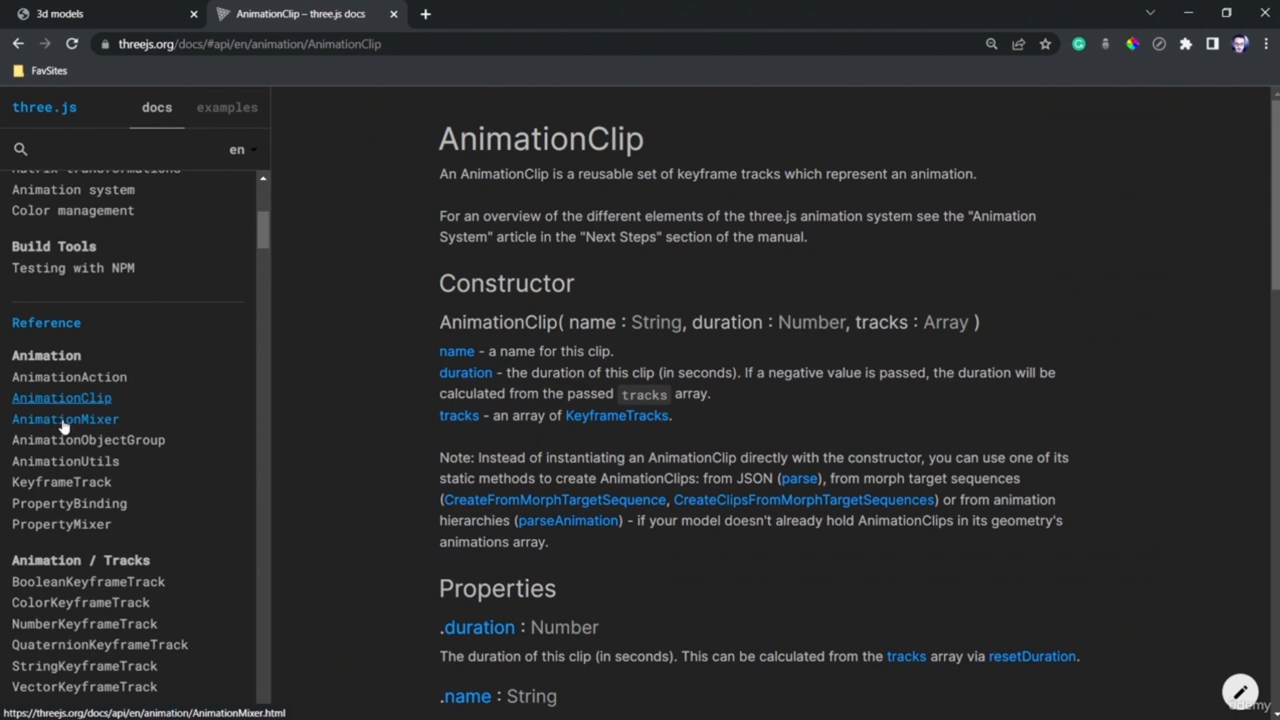 3d models
AnimationClip – three.js docs
threejs.org/docs/#api/en/animation/AnimationClip
FavSites
three.js
docs
examples
en
Matrix transformations
Animation system
Color management
Build Tools
Testing with NPM
Reference
Animation
AnimationAction
AnimationClip
AnimationMixer
AnimationObjectGroup
AnimationUtils
KeyframeTrack
PropertyBinding
PropertyMixer
Animation / Tracks
BooleanKeyframeTrack
ColorKeyframeTrack
NumberKeyframeTrack
QuaternionKeyframeTrack
StringKeyframeTrack
VectorKeyframeTrack
https://threejs.org/docs/api/en/animation/AnimationMixer.html
AnimationClip
An AnimationClip is a reusable set of keyframe tracks which represent an animation.
For an overview of the different elements of the three.js animation system see the "Animation
System" article in the "Next Steps" section of the manual.
Constructor
AnimationClip( name : String, duration : Number, tracks : Array )
name - a name for this clip.
duration - the duration of this clip (in seconds). If a negative value is passed, the duration will be
calculated from the passed tracks array.
tracks - an array of KeyframeTracks.
Note: Instead of instantiating an AnimationClip directly with the constructor, you can use one of its
static methods to create AnimationClips: from JSON (parse), from morph target sequences
(CreateFromMorphTargetSequence, CreateClipsFromMorphTargetSequences) or from animation
hierarchies (parseAnimation) - if your model doesn't already hold AnimationClips in its geometry's
animations array.
Properties
.duration : Number
The duration of this clip (in seconds). This can be calculated from the tracks array via resetDuration.
.name : String
udemy